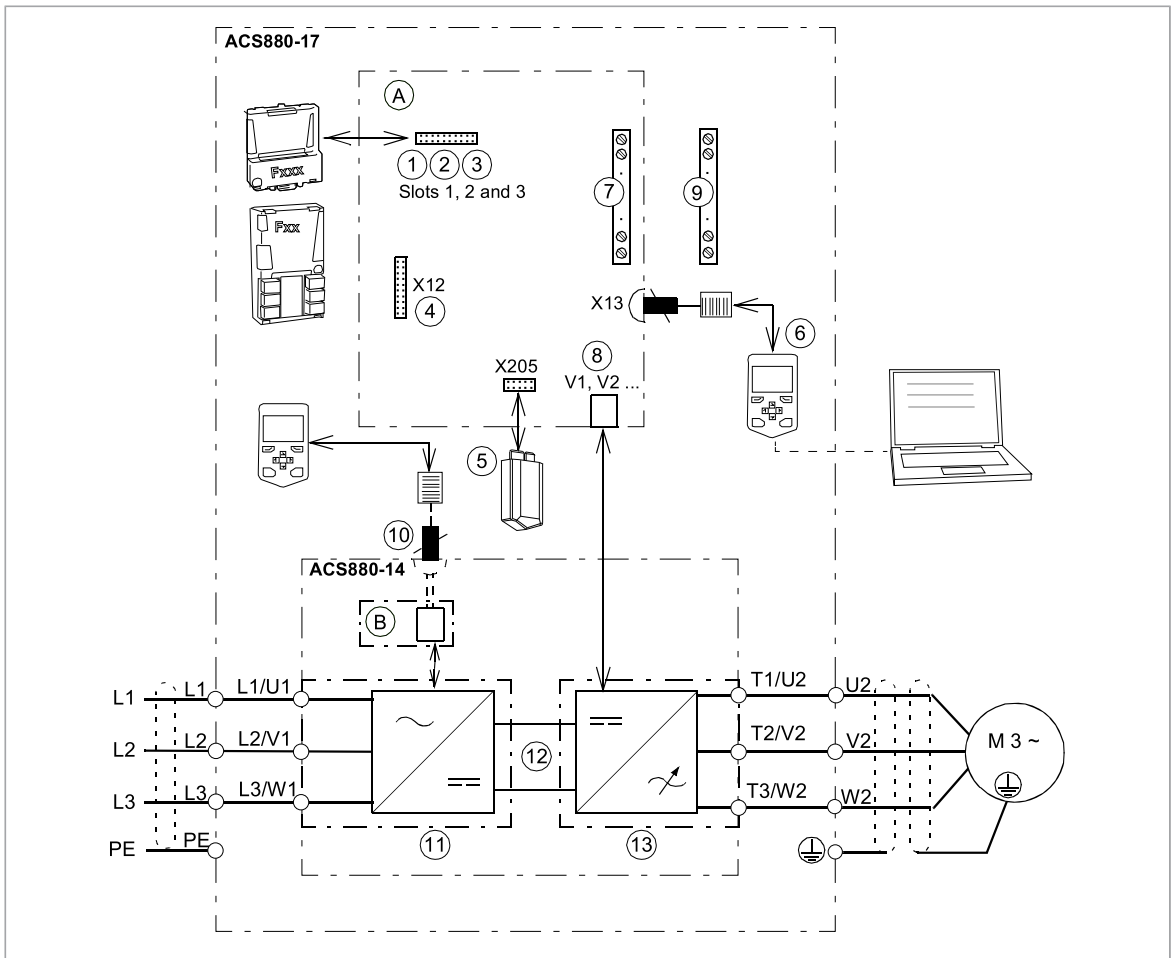 ACS880-17
A
Fxxx
1 2 3
Slots 1, 2 and 3
7
9
Fxx
X12
4
X13
6
8
X205
V1, V2 ...
5
10
ACS880-14
B
L1 L1 L1/U1 T1/U2 U2
L2 L2 L2/V1 12 T2/V2 V2 M 3 ~
L3 L3 L3/W1 T3/W2 W2
PE PE
11
13